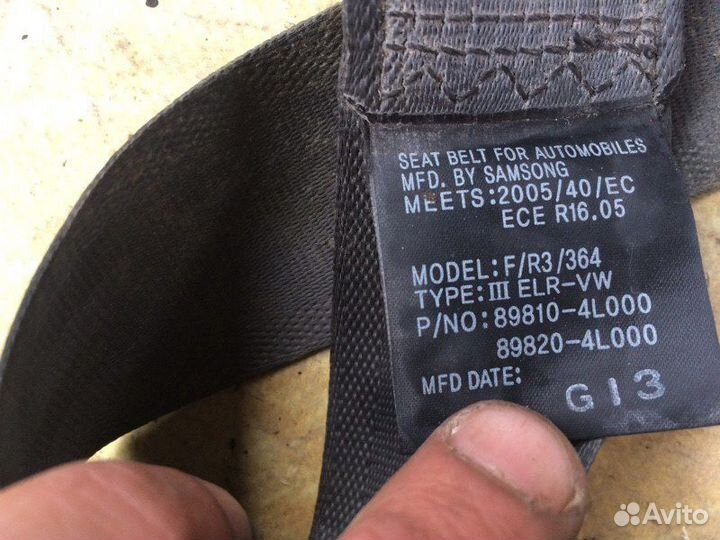 SEAT BELT FOR AUTOMOBILES
MFD. BY SAMSONG
MEETS:2005/40/EC
ECE R16.05
MODEL:F/R3/364
TYPE:III ELR-VW
P/NO:89810-4L000
89820-4L000
MFD DATE:
G13
Avito